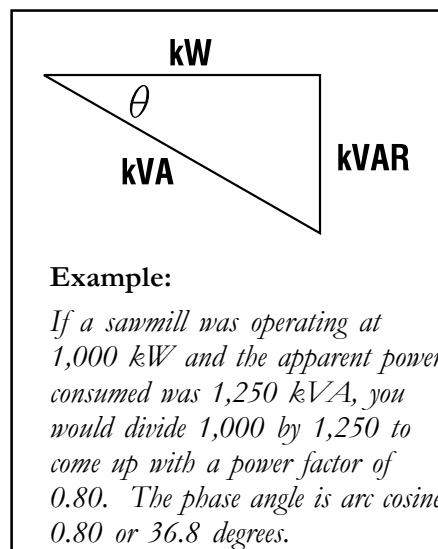 kW
θ
kVA
kVAR
Example:
If a sawmill was operating at
1,000 kW and the apparent power
consumed was 1,250 kVA, you
would divide 1,000 by 1,250 to
come up with a power factor of
0.80. The phase angle is arc cosine
0.80 or 36.8 degrees.